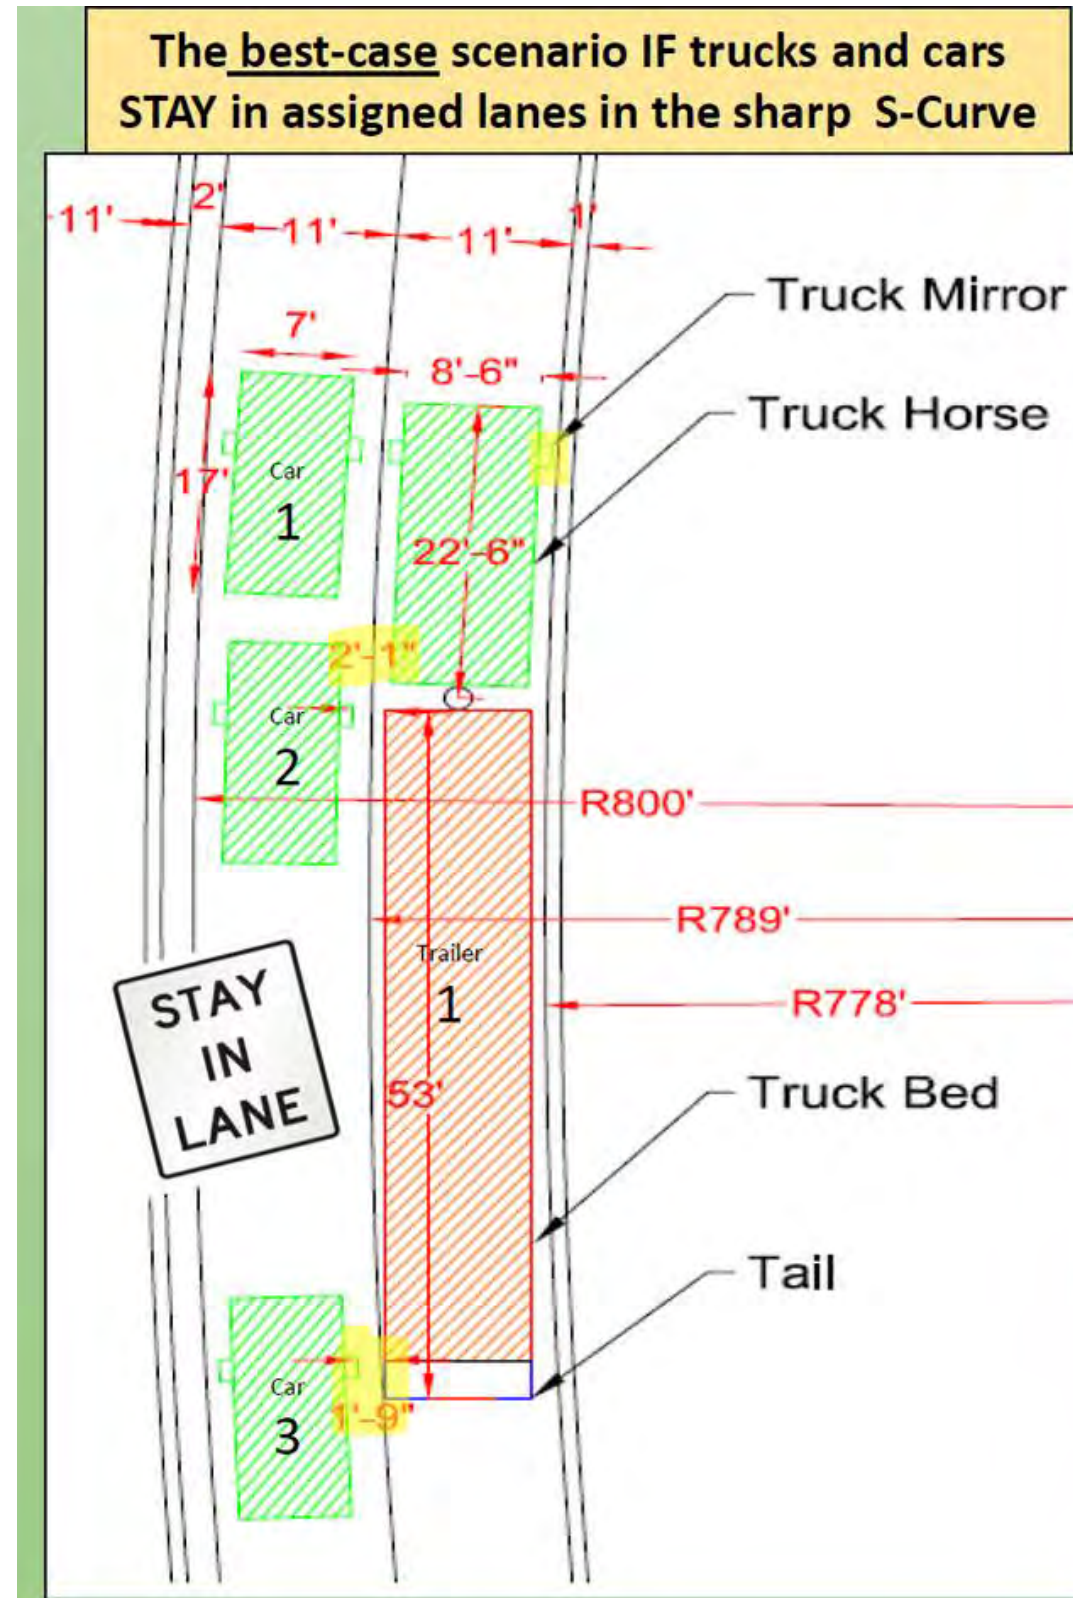 The best-case scenario IF trucks and cars
STAY in assigned lanes in the sharp S-Curve
11'
2'
11'
11'
1'
Truck Mirror
7'
8'-6"
Truck Horse
Car
1
17'
22'-6"
2'-1"
Car
2
R800'
R789'
Trailer
1
R778'
STAY
IN
LANE
53'
Truck Bed
Tail
Car
3
1'-9"